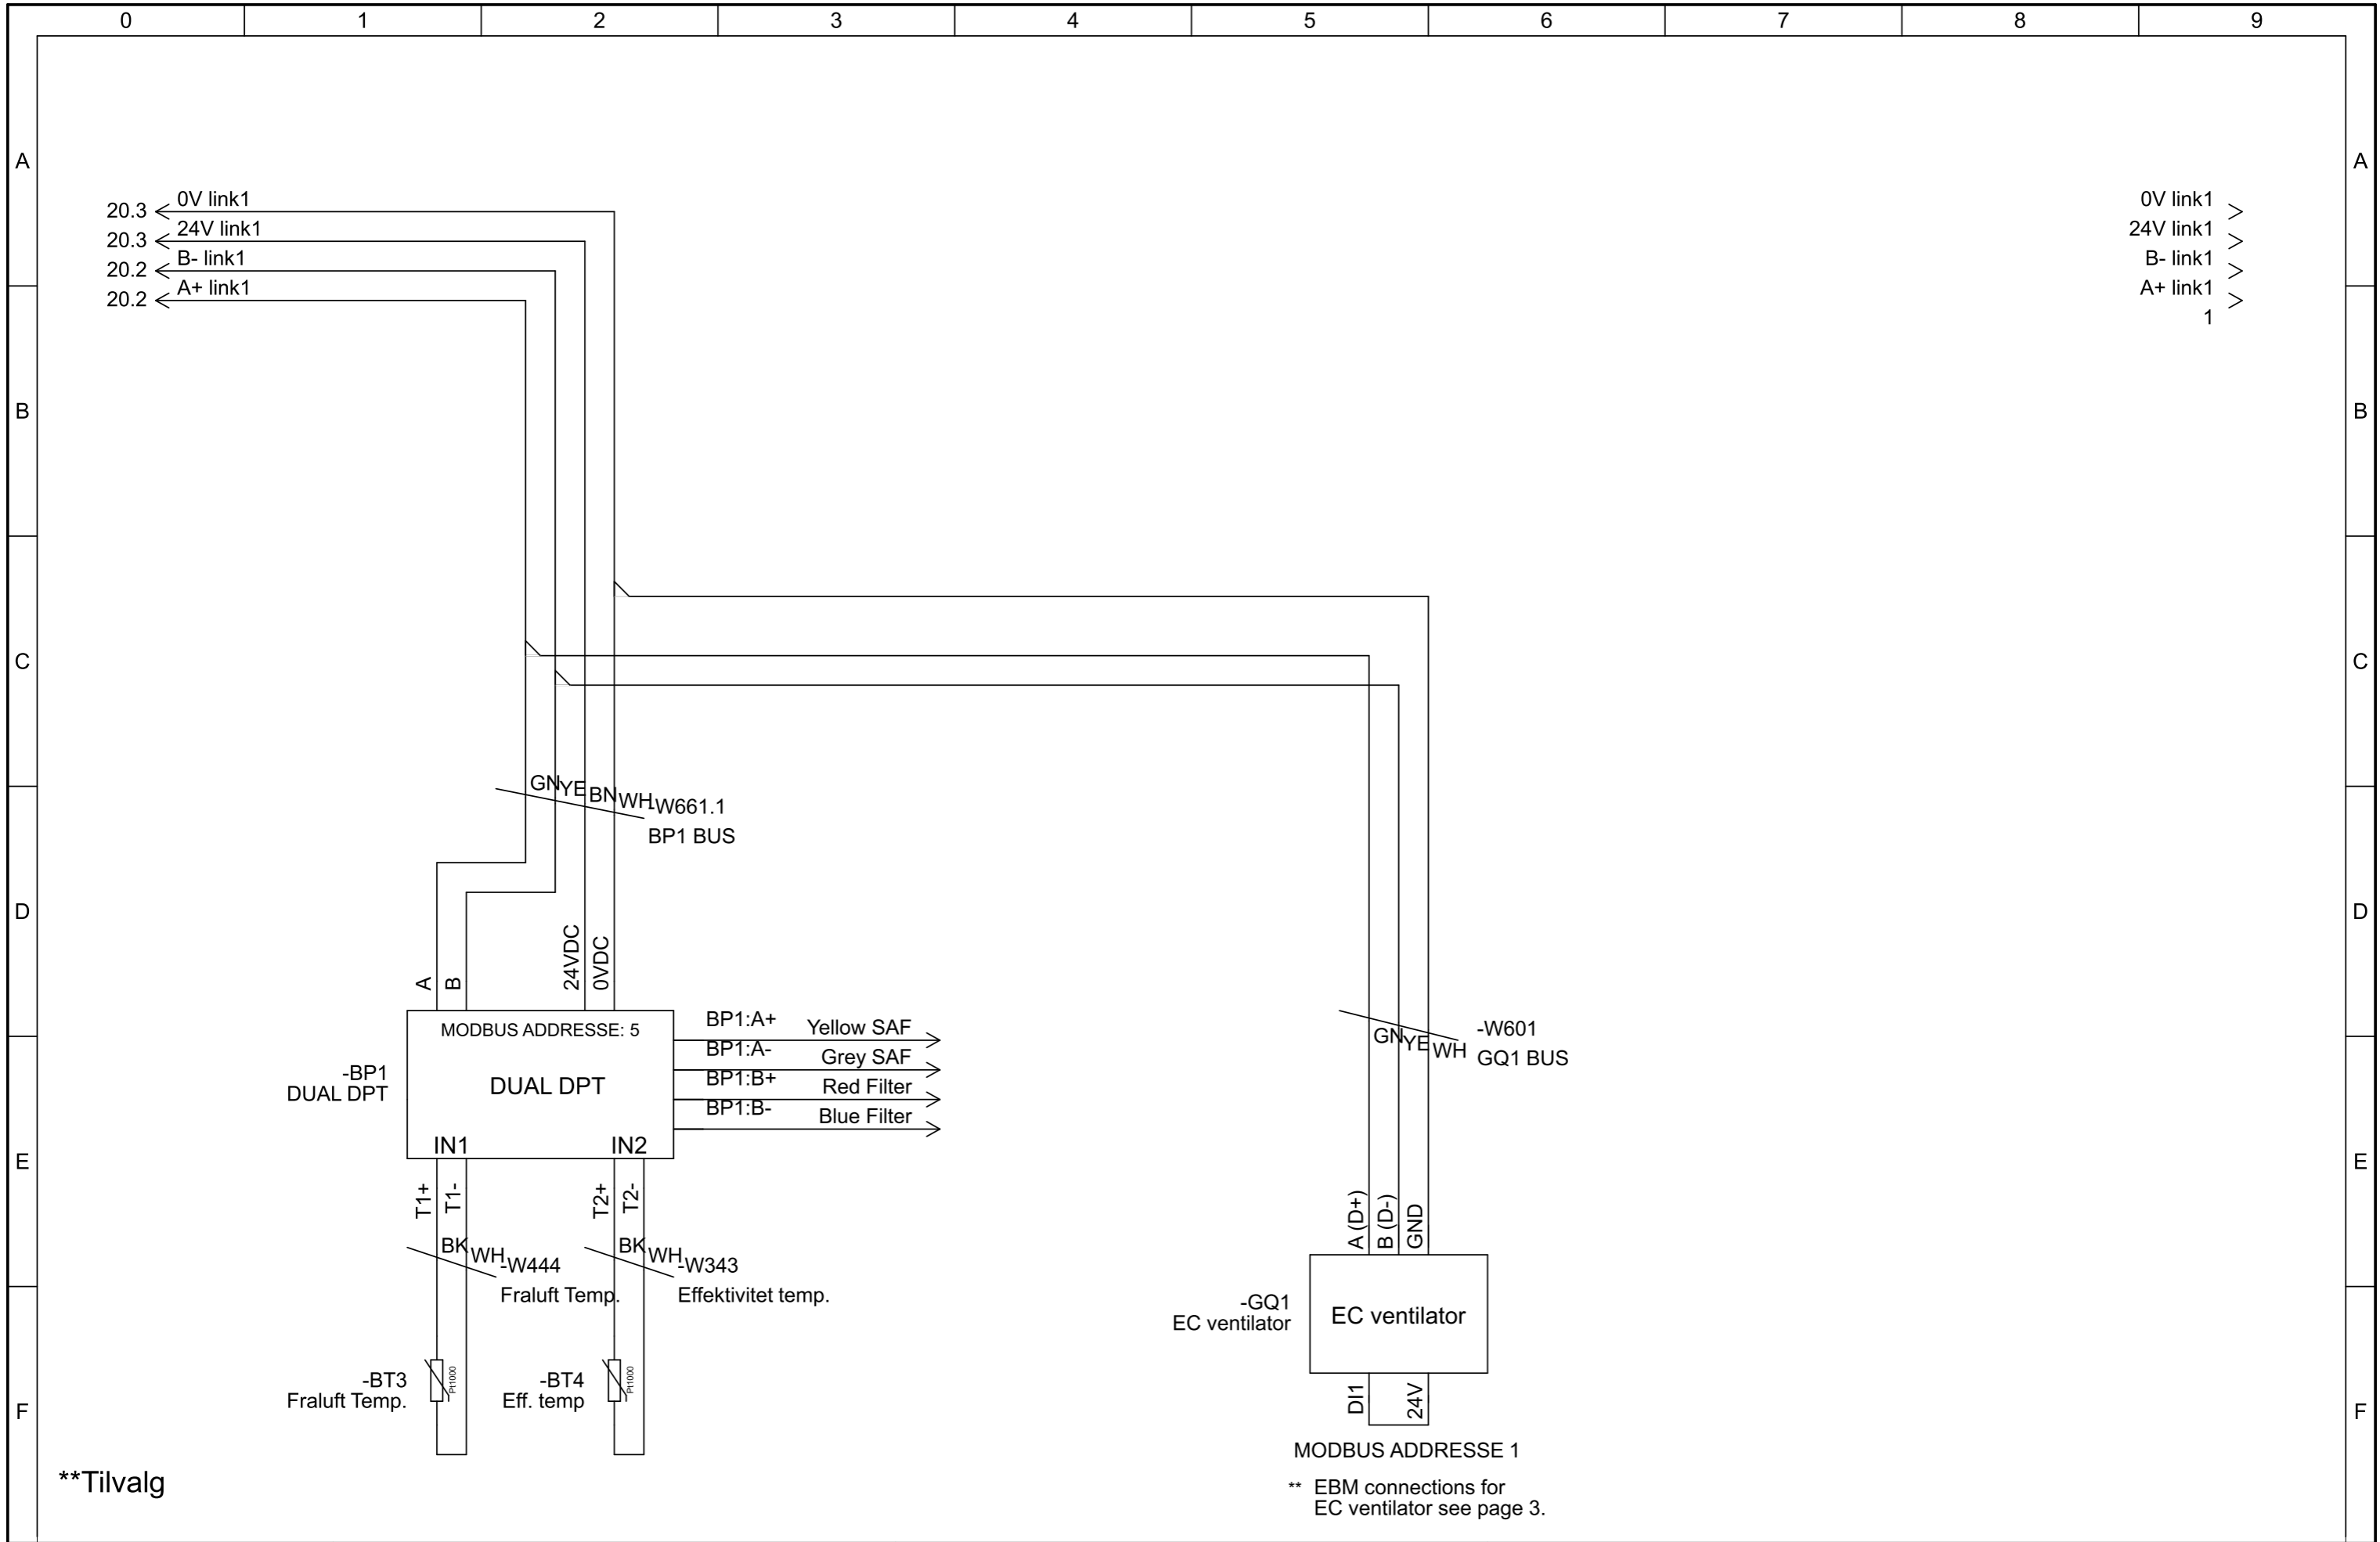 0 1 2 3 4 5 6 7 8 9
A A
0V link1 0V link1
20.3
24V link1 24V link1
20.3
B- link1 B- link1
20.2
A+ link1 A+ link1
20.2
1
B B
C C
GN YE BN WH -W661.1
BP1 BUS
D D
24VDC
0VDC
A
B
MODBUS ADDRESSE: 5
BP1:A+ Yellow SAF
BP1:A- Grey SAF
BP1:B+ Red Filter
BP1:B- Blue Filter
-BP1
DUAL DPT
DUAL DPT
IN1 IN2
-W601
GN YE WH
GQ1 BUS
E E
T1+
T1-
T2+
T2-
A (D+)
B (D-)
GND
BK WH -W444
Fraluft Temp.
BK WH -W343
Effektivitet temp.
-GQ1
EC ventilator
EC ventilator
-BT3
Fraluft Temp.
Pt1000
-BT4
Eff. temp
Pt1000
DI1
24V
F F
MODBUS ADDRESSE 1
**Tilvalg
** EBM connections for
EC ventilator see page 3.